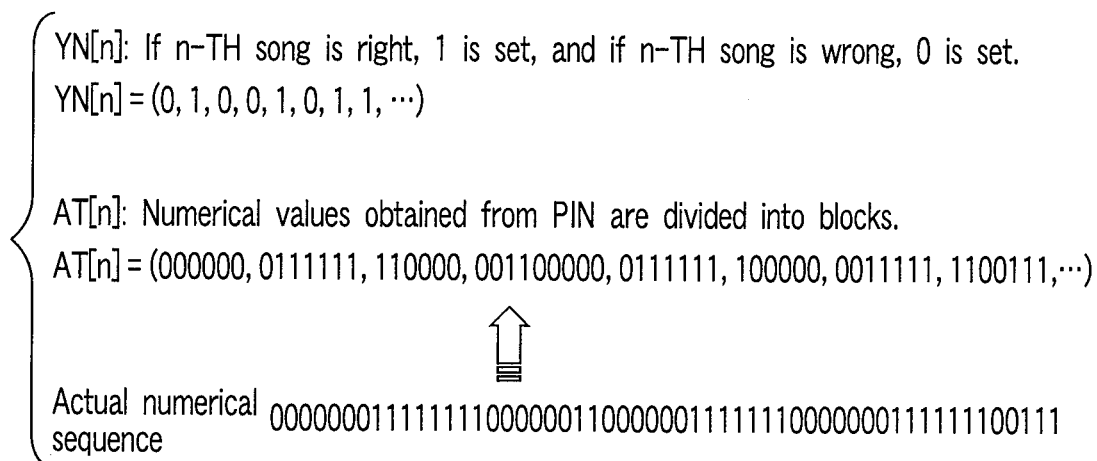 YN[n]: If n-TH song is right, 1 is set, and if n-TH song is wrong, 0 is set.
YN[n] = (0, 1, 0, 0, 1, 0, 1, 1, ···)
AT[n]: Numerical values obtained from PIN are divided into blocks.
AT[n] = (000000, 0111111, 110000, 001100000, 0111111, 100000, 0011111, 1100111,···)
Actual numerical 0000000111111110000001100000011111110000000111111100111
sequence